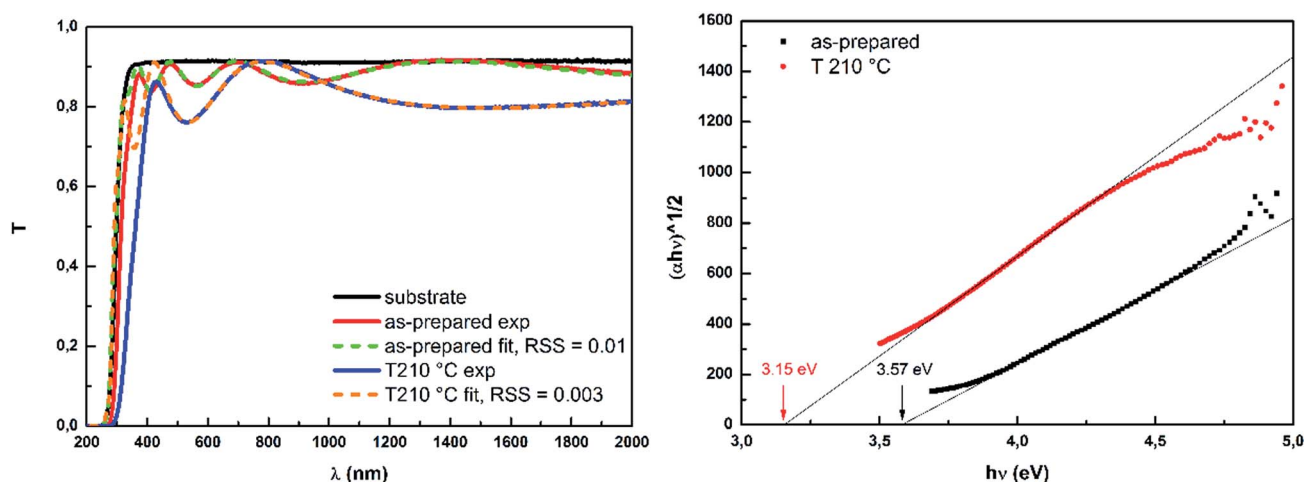 1,0
0,8
0,6
0,4
0,2
0,0
T
200 400 600 800 1000 1200 1400 1600 1800 2000
λ (nm)
substrate
as-prepared exp
as-prepared fit, RSS = 0.01
T210 °C exp
T210 °C fit, RSS = 0.003
1600
1400
1200
1000
800
600
400
200
0
(αhν)^1/2
3,0 3,5 4,0 4,5 5,0
hν (eV)
as-prepared
T 210 °C
3.15 eV
3.57 eV